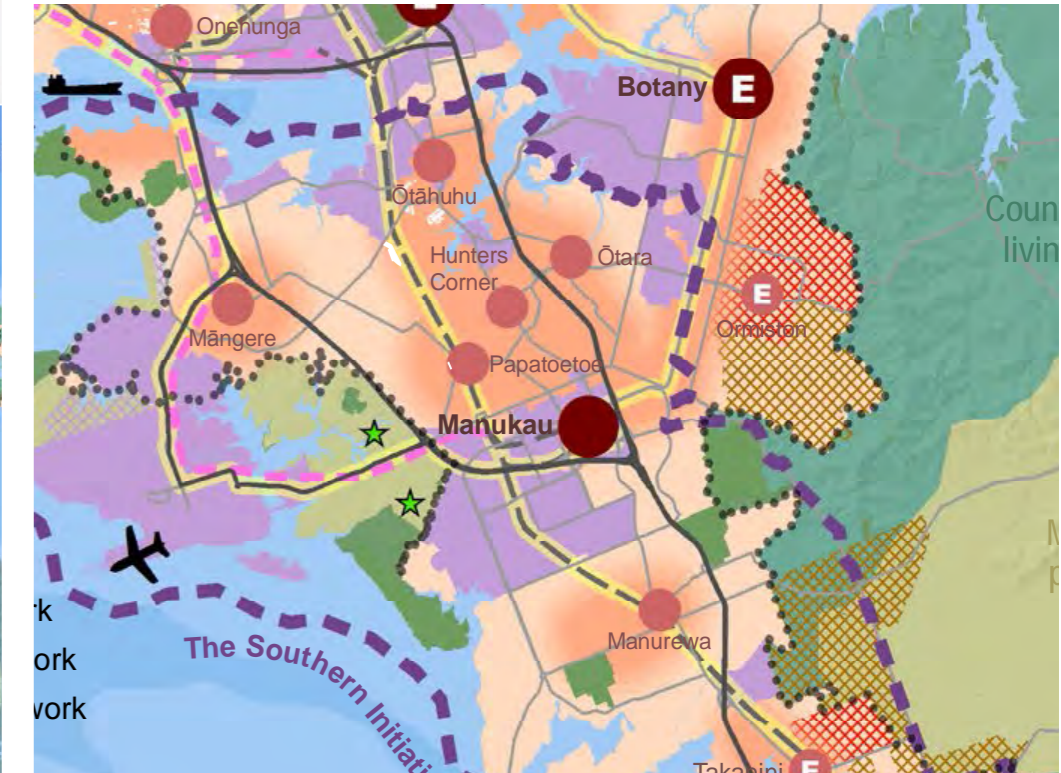 Onehunga
E
Botany
E
Ōtāhuhu
Coun
livin
Hunters
Corner
Ōtara
E
Ormiston
Māngere
Papatoetoe
Manukau
M
p
rk
ork
work
Manurewa
The Southern Initiati
Takanini
E